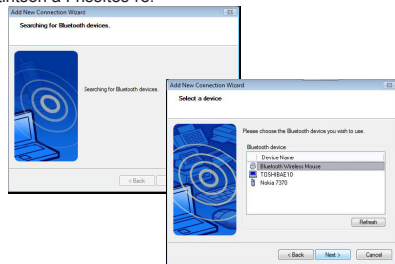 Add New Connection Wizard
Searching for Bluetooth devices.
Searching for Bluetooth devices.
< Back
Add New Connection Wizard
Select a device
Please choose the Bluetooth device you wish to use.
Bluetooth device
Device Name
Bluetooth Wireless Mouse
TOSHIBAE10
Nokia 7370
Refresh
< Back
Next >
Cancel